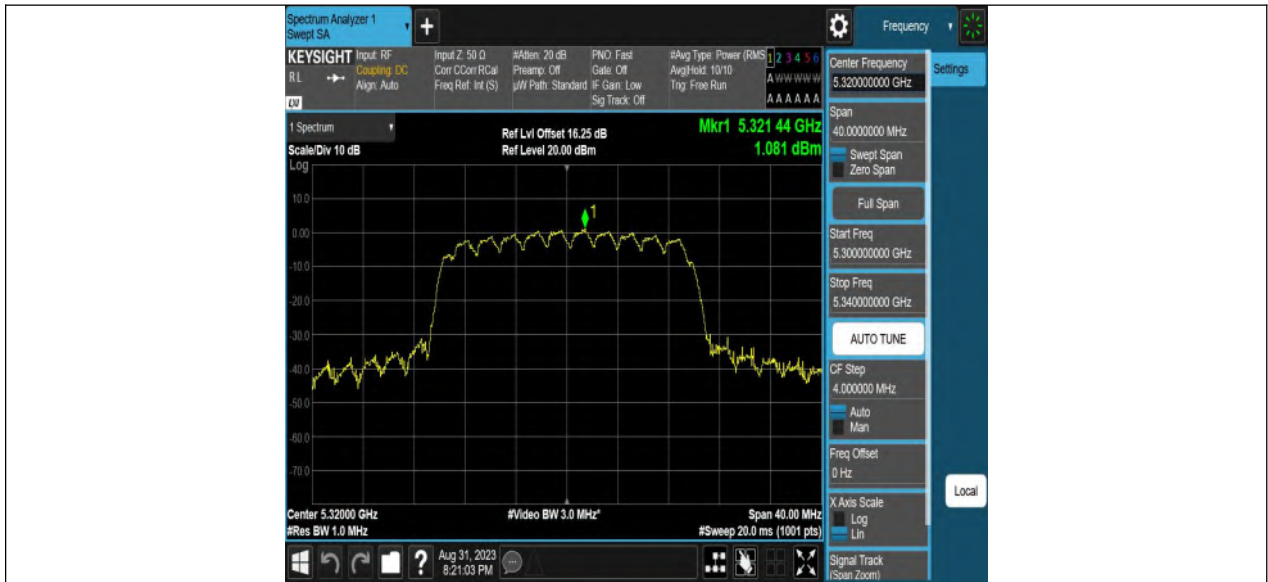 Spectrum Analyzer 1
Swept SA
+
Frequency
KEYSIGHT
RL
LXI
Input: RF
Coupling: DC
Align: Auto
Input Z: 50 Ω
Corr CCorr RCal
Freq Ref: Int (S)
#Atten: 20 dB
Preamp: Off
µW Path: Standard
PNO: Fast
Gate: Off
IF Gain: Low
Sig Track: Off
#Avg Type: Power (RMS
Avg|Hold: 10/10
Trig: Free Run
1 2 3 4 5 6
A W W W W W
A A A A A A
Center Frequency
5.320000000 GHz
Settings
Span
40.0000000 MHz
Swept Span
Zero Span
Full Span
Start Freq
5.300000000 GHz
Stop Freq
5.340000000 GHz
AUTO TUNE
CF Step
4.000000 MHz
Auto
Man
Freq Offset
0 Hz
X Axis Scale
Log
Lin
Local
Signal Track
(Span Zoom)
1 Spectrum
Scale/Div 10 dB
Log
Ref Lvl Offset 16.25 dB
Ref Level 20.00 dBm
Mkr1 5.321 44 GHz
1.081 dBm
10.0
0.00
-10.0
-20.0
-30.0
-40.0
-50.0
-60.0
-70.0
1
Center 5.32000 GHz
#Res BW 1.0 MHz
#Video BW 3.0 MHz*
Span 40.00 MHz
#Sweep 20.0 ms (1001 pts)
?
Aug 31, 2023
8:21:03 PM